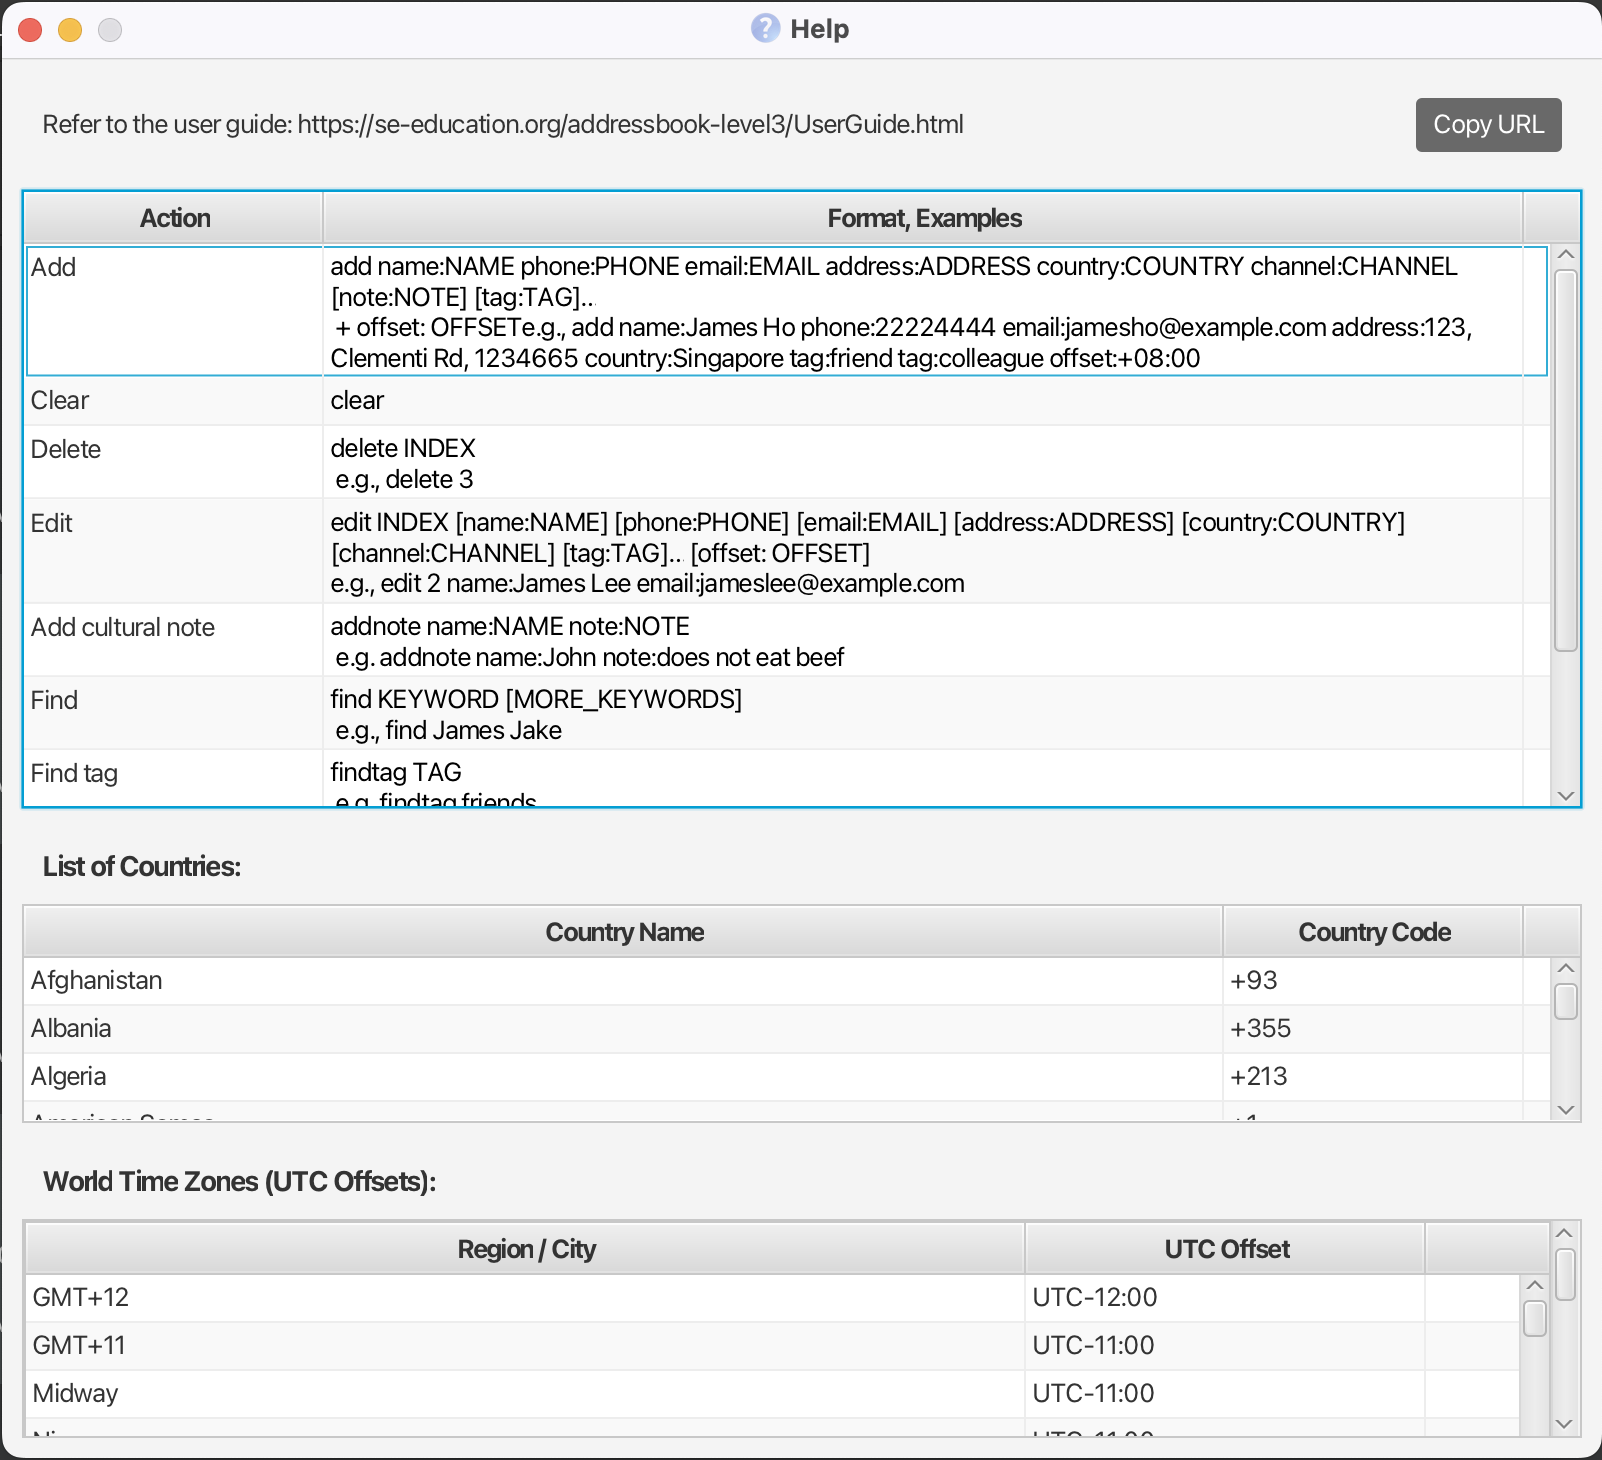 Help
Refer to the user guide: https://se-education.org/addressbook-level3/UserGuide.html
Copy URL
Action Format, Examples
Add add name:NAME phone:PHONE email:EMAIL address:ADDRESS country:COUNTRY channel:CHANNEL
[note:NOTE] [tag:TAG]…
+ offset: OFFSETe.g., add name:James Ho phone:22224444 email:jamesho@example.com address:123,
Clementi Rd, 1234665 country:Singapore tag:friend tag:colleague offset:+08:00
Clear clear
Delete delete INDEX
e.g., delete 3
Edit edit INDEX [name:NAME] [phone:PHONE] [email:EMAIL] [address:ADDRESS] [country:COUNTRY]
[channel:CHANNEL] [tag:TAG]… [offset: OFFSET]
e.g., edit 2 name:James Lee email:jameslee@example.com
Add cultural note addnote name:NAME note:NOTE
e.g. addnote name:John note:does not eat beef
Find find KEYWORD [MORE_KEYWORDS]
e.g., find James Jake
Find tag findtag TAG
e.g. findtag friends
List of Countries:
Country Name Country Code
Afghanistan +93
Albania +355
Algeria +213
American Samoa +1
World Time Zones (UTC Offsets):
Region / City UTC Offset
GMT+12 UTC-12:00
GMT+11 UTC-11:00
Midway UTC-11:00
UTC-11:00